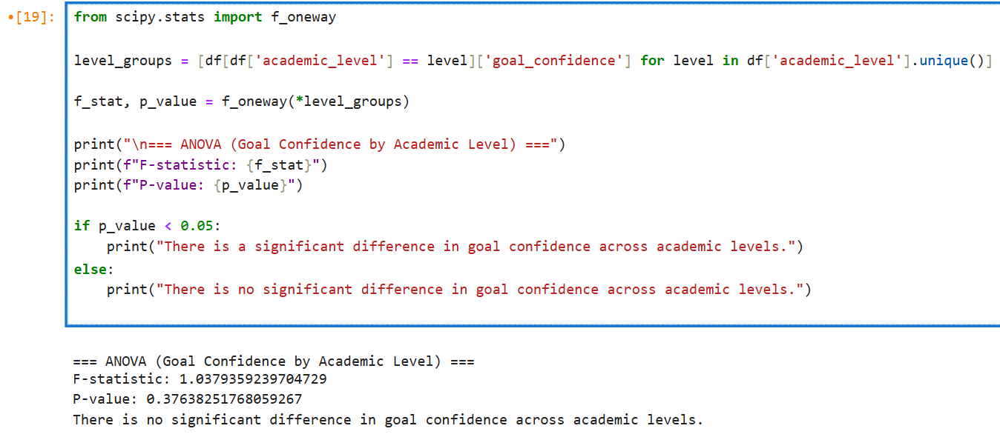 •[19]:
from scipy.stats import f_oneway
level_groups = [df[df['academic_level'] == level]['goal_confidence'] for level in df['academic_level'].unique()]
f_stat, p_value = f_oneway(*level_groups)
print("\n=== ANOVA (Goal Confidence by Academic Level) ===")
print(f"F-statistic: {f_stat}")
print(f"P-value: {p_value}")
if p_value < 0.05:
    print("There is a significant difference in goal confidence across academic levels.")
else:
    print("There is no significant difference in goal confidence across academic levels.")
=== ANOVA (Goal Confidence by Academic Level) ===
F-statistic: 1.0379359239704729
P-value: 0.37638251768059267
There is no significant difference in goal confidence across academic levels.